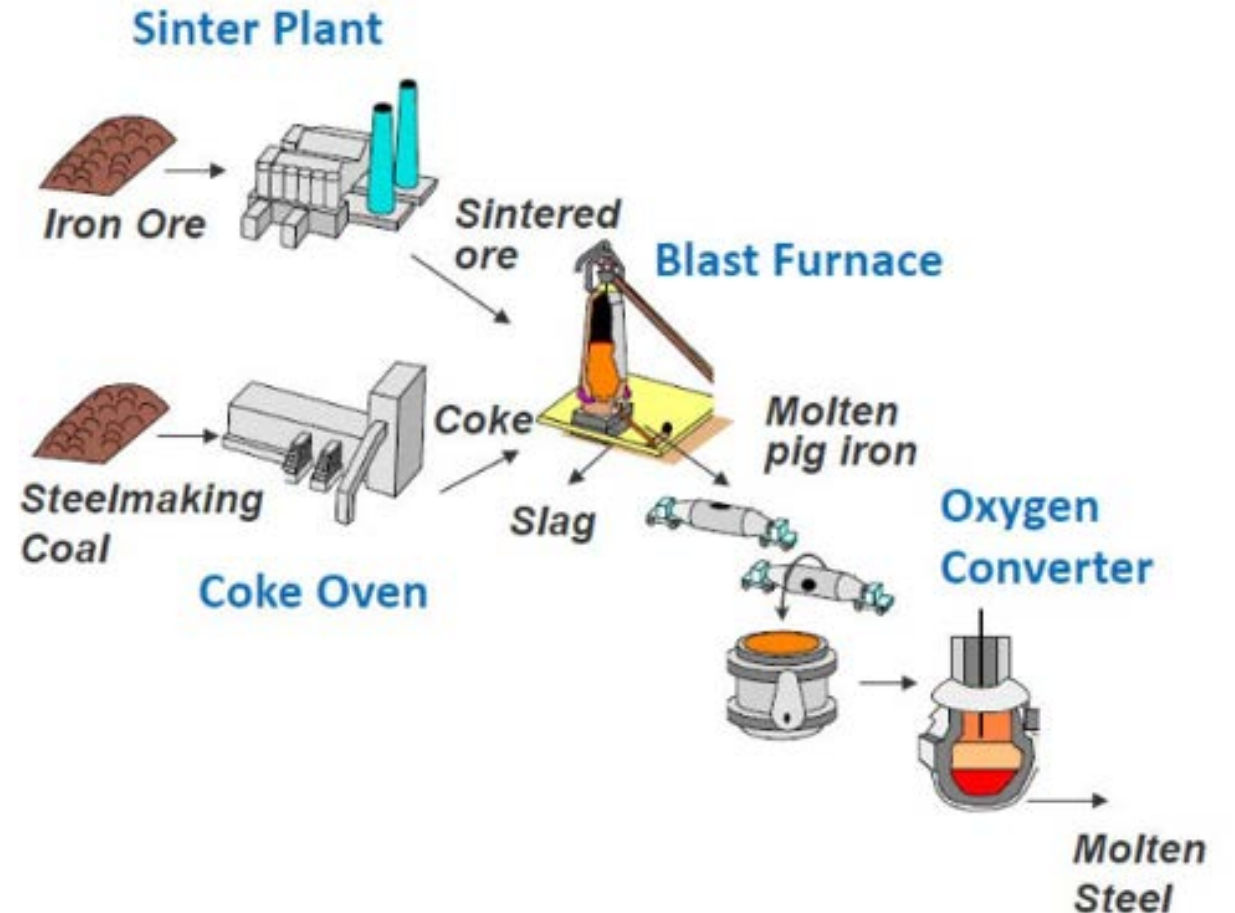 Sinter Plant
Iron Ore
Sintered
ore
Blast Furnace
Coke
Molten
pig iron
Steelmaking
Coal
Slag
Oxygen
Converter
Coke Oven
Molten
Steel